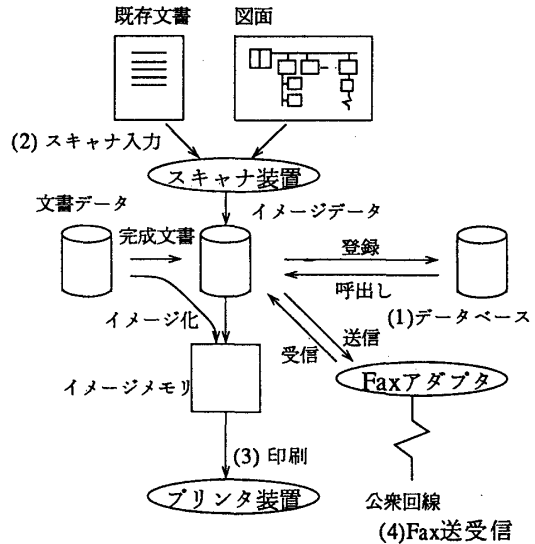 既存文書 図面
(2) スキャナ入力
スキャナ装置
文書データ
イメージデータ
完成文書
登録
呼出し
(1)データベース
イメージ化
送信
受信
Faxアダプタ
イメージメモリ
(3) 印刷
プリンタ装置
公衆回線
(4)Fax送受信